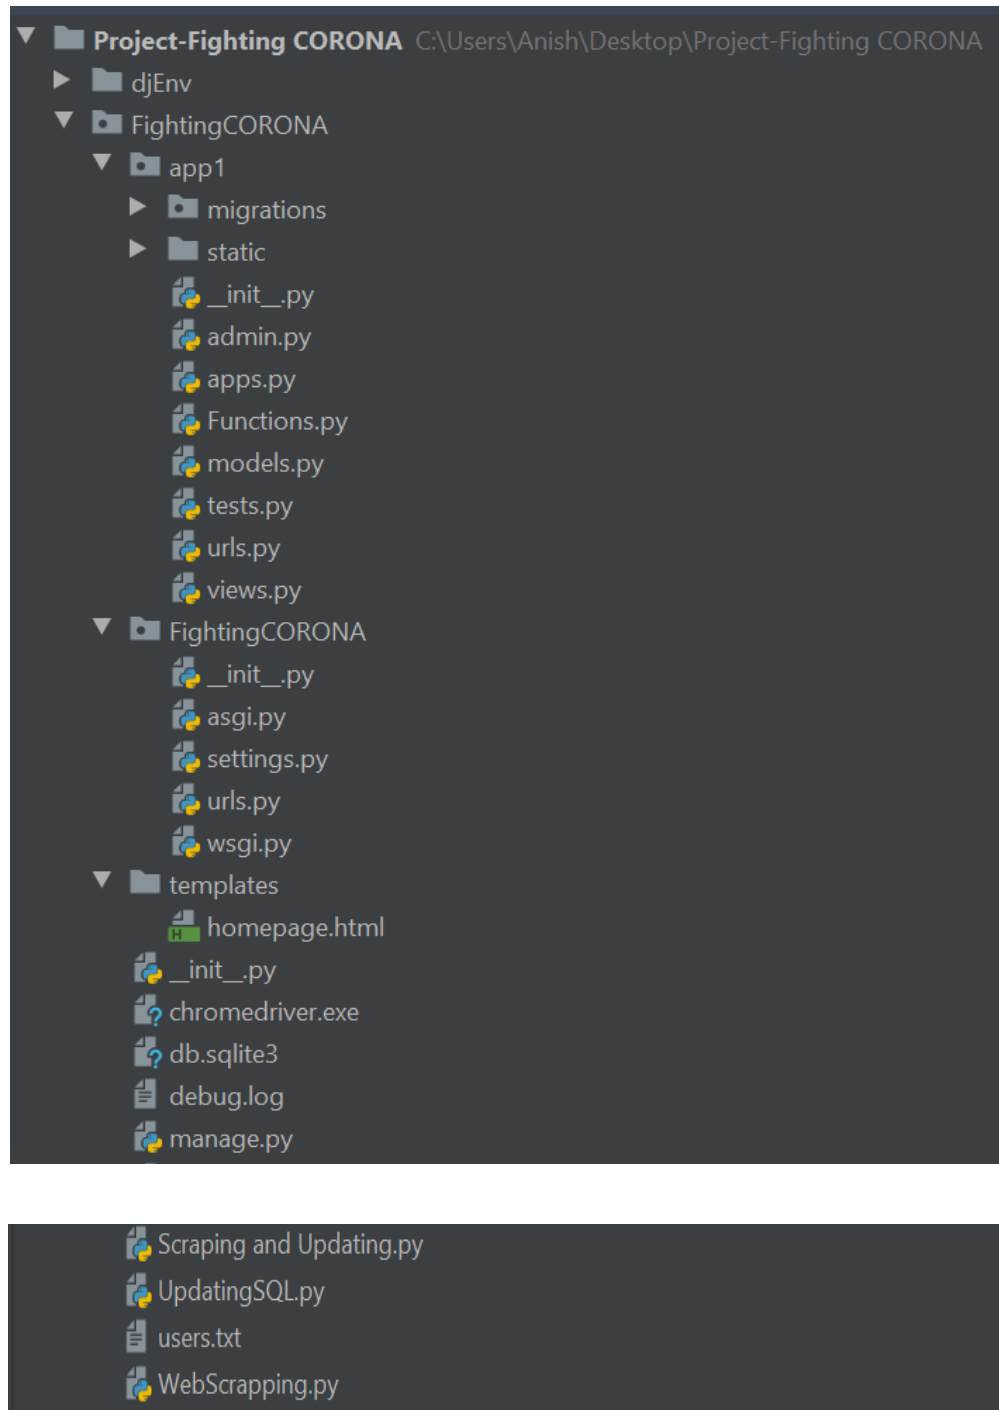 Project-Fighting CORONA C:\Users\Anish\Desktop\Project-Fighting CORONA
djEnv
FightingCORONA
app1
migrations
static
__init__.py
admin.py
apps.py
Functions.py
models.py
tests.py
urls.py
views.py
FightingCORONA
__init__.py
asgi.py
settings.py
urls.py
wsgi.py
templates
homepage.html
__init__.py
chromedriver.exe
db.sqlite3
debug.log
manage.py
Scraping and Updating.py
UpdatingSQL.py
users.txt
WebScrapping.py